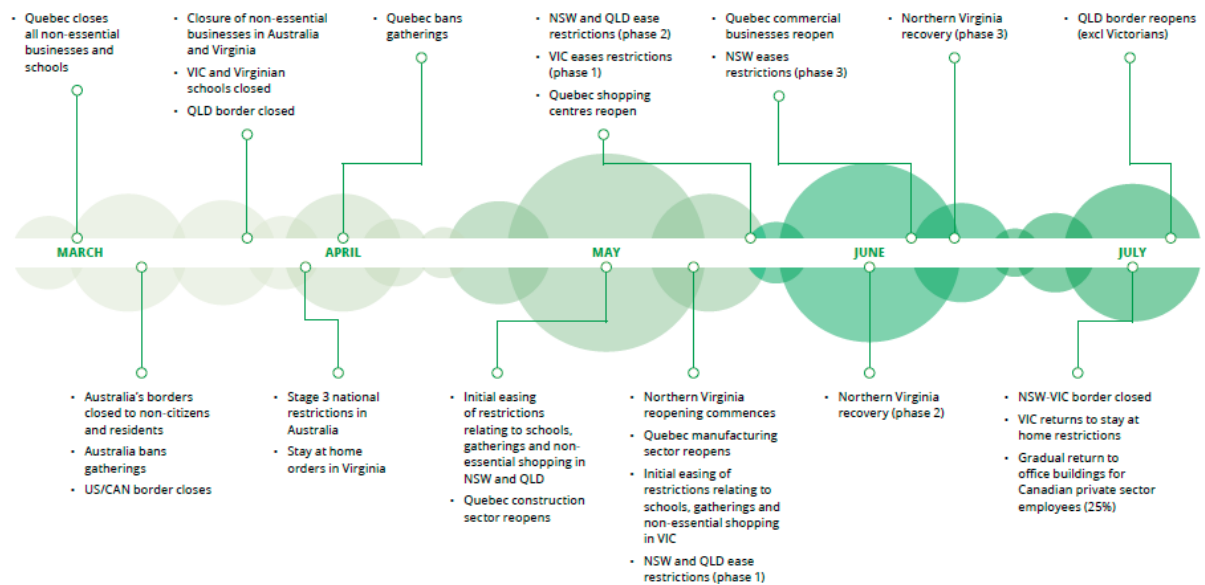 • Quebec closes
all non-essential
businesses and
schools
• Closure of non-essential
businesses in Australia
and Virginia
• VIC and Virginian
schools closed
• QLD border closed
• Quebec bans
gatherings
• NSW and QLD ease
restrictions (phase 2)
• VIC eases restrictions
(phase 1)
• Quebec shopping
centres reopen
• Quebec commercial
businesses reopen
• NSW eases
restrictions (phase 3)
• Northern Virginia
recovery (phase 3)
• QLD border reopens
(excl Victorians)
MARCH
APRIL
MAY
JUNE
JULY
• Australia's borders
closed to non-citizens
and residents
• Australia bans
gatherings
• US/CAN border closes
• Stage 3 national
restrictions in
Australia
• Stay at home
orders in Virginia
• Initial easing
of restrictions
relating to schools,
gatherings and non-
essential shopping in
NSW and QLD
• Quebec construction
sector reopens
• Northern Virginia
reopening commences
• Quebec manufacturing
sector reopens
• Initial easing of
restrictions relating to
schools, gatherings and
non-essential shopping
in VIC
• NSW and QLD ease
restrictions (phase 1)
• Northern Virginia
recovery (phase 2)
• NSW-VIC border closed
• VIC returns to stay at
home restrictions
• Gradual return to
office buildings for
Canadian private sector
employees (25%)